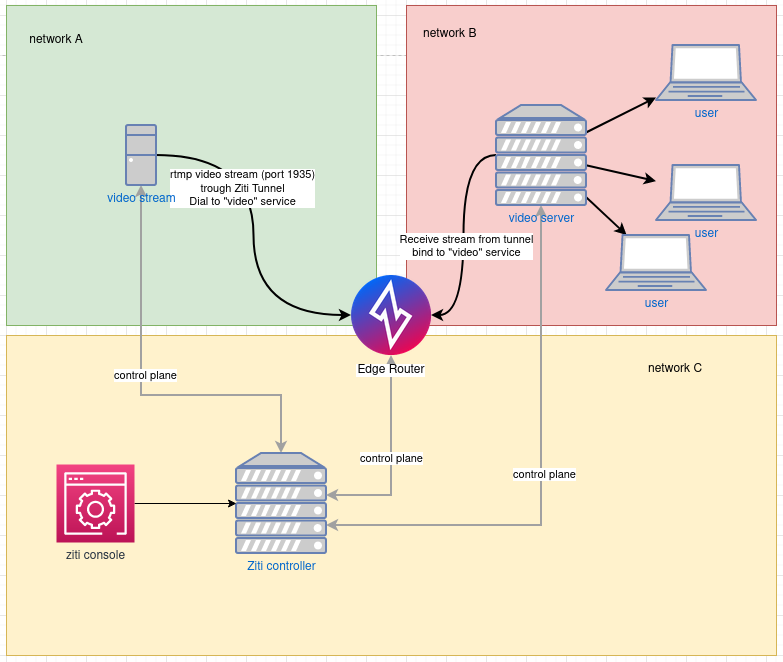 network A
network B
user
rtmp video stream (port 1935)
trough Ziti Tunnel
Dial to "video" service
video stream
video server
user
Receive stream from tunnel
bind to "video" service
user
Edge Router
network C
control plane
control plane
control plane
ziti console
Ziti controller